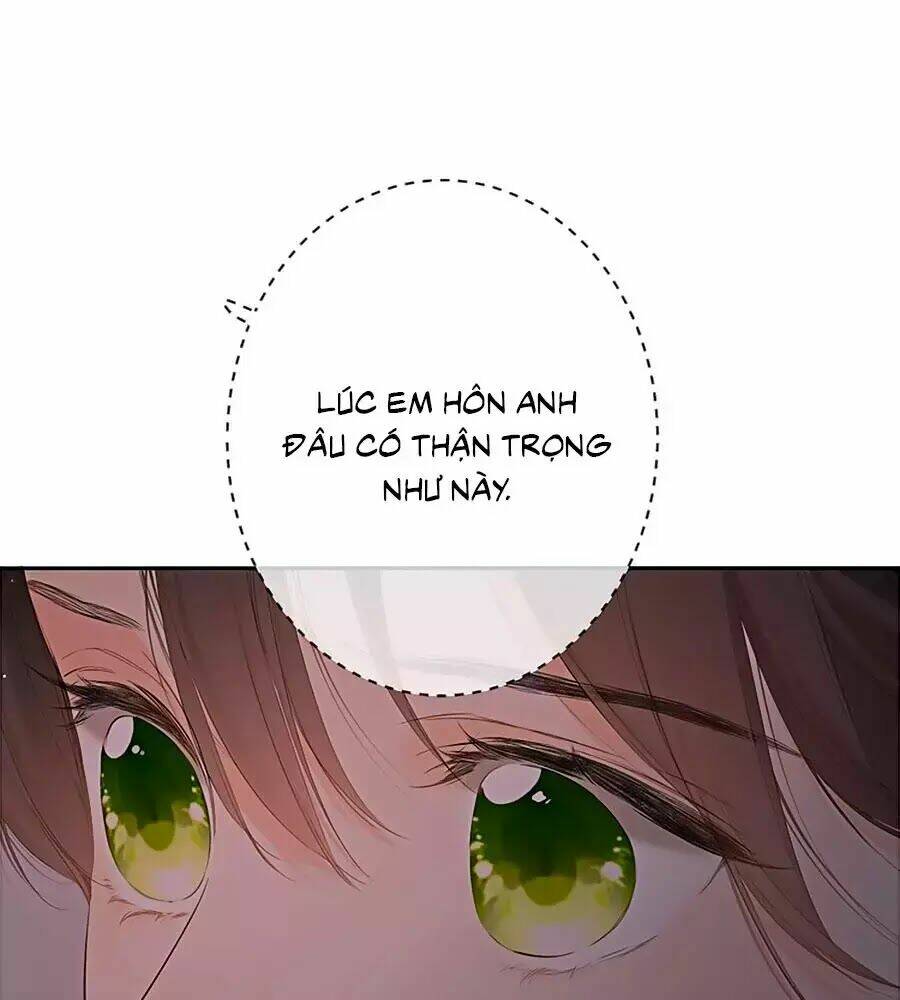 LÚC EM HÔN ANH
ĐÂU CÓ THẬN TRỌNG
NHƯ NÀY.